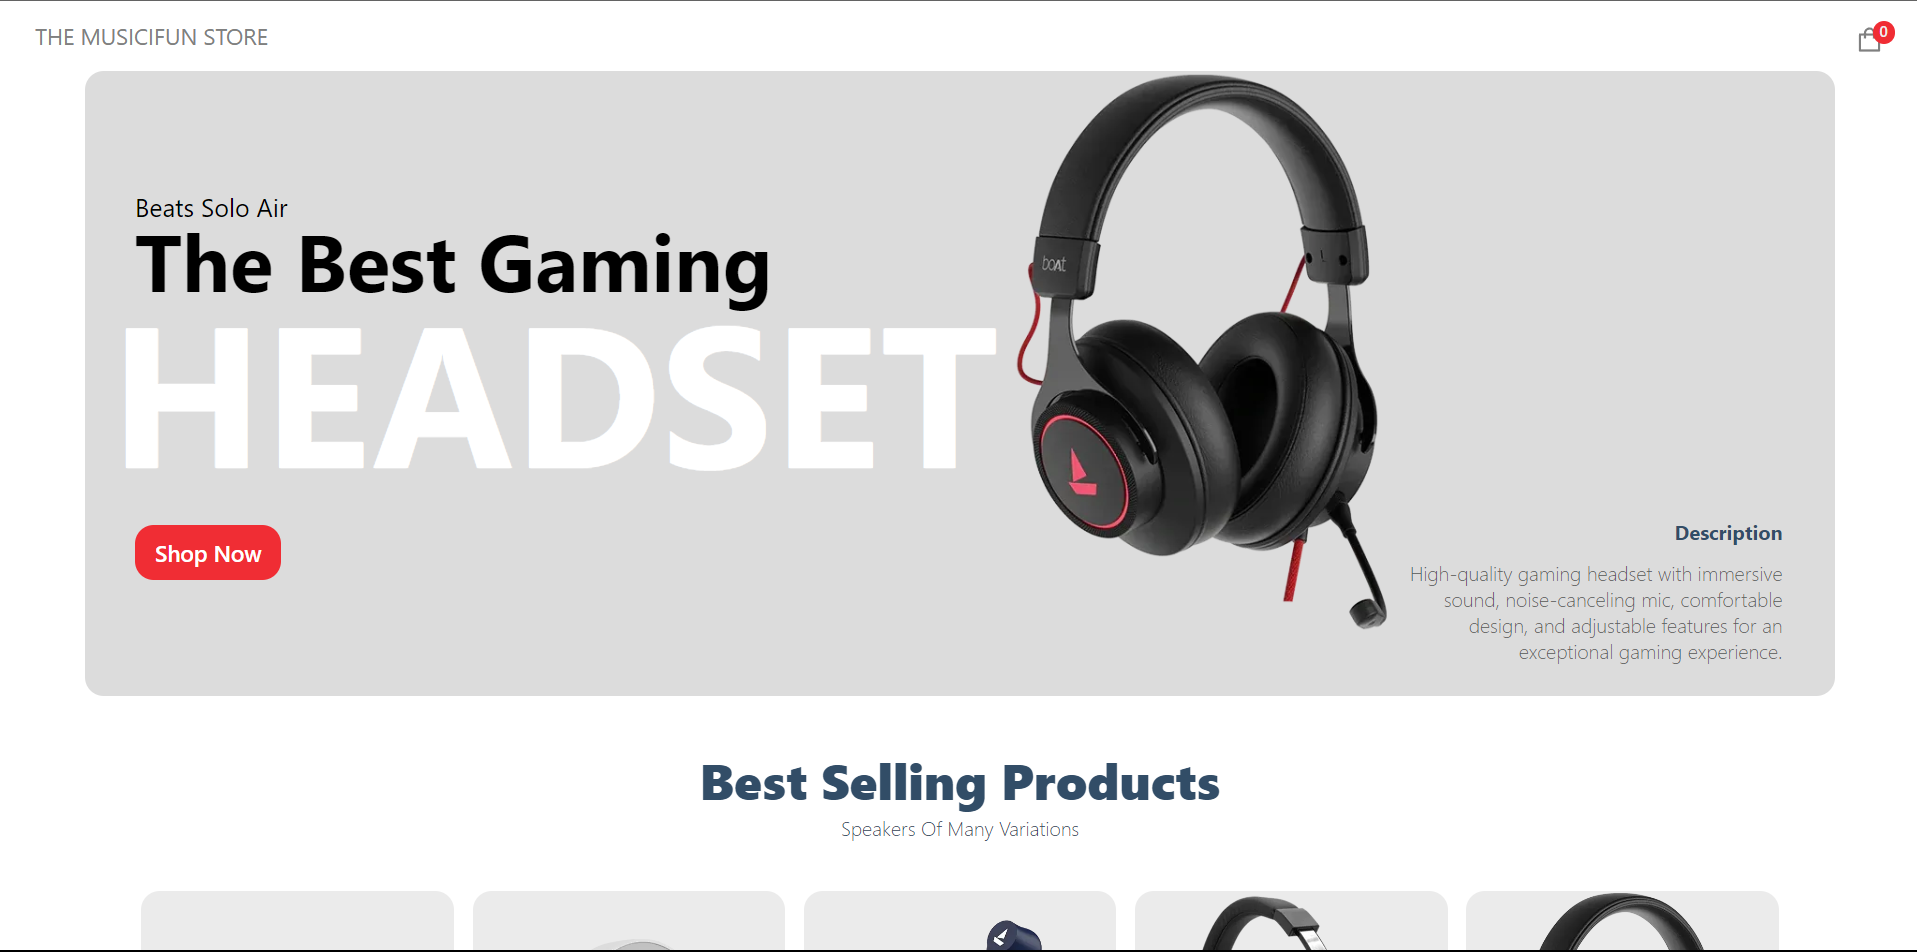 THE MUSICIFUN STORE
0
Beats Solo Air
The Best Gaming
HEADSET
boAt
L
Shop Now
Description
High-quality gaming headset with immersive
sound, noise-canceling mic, comfortable
design, and adjustable features for an
exceptional gaming experience.
Best Selling Products
Speakers Of Many Variations